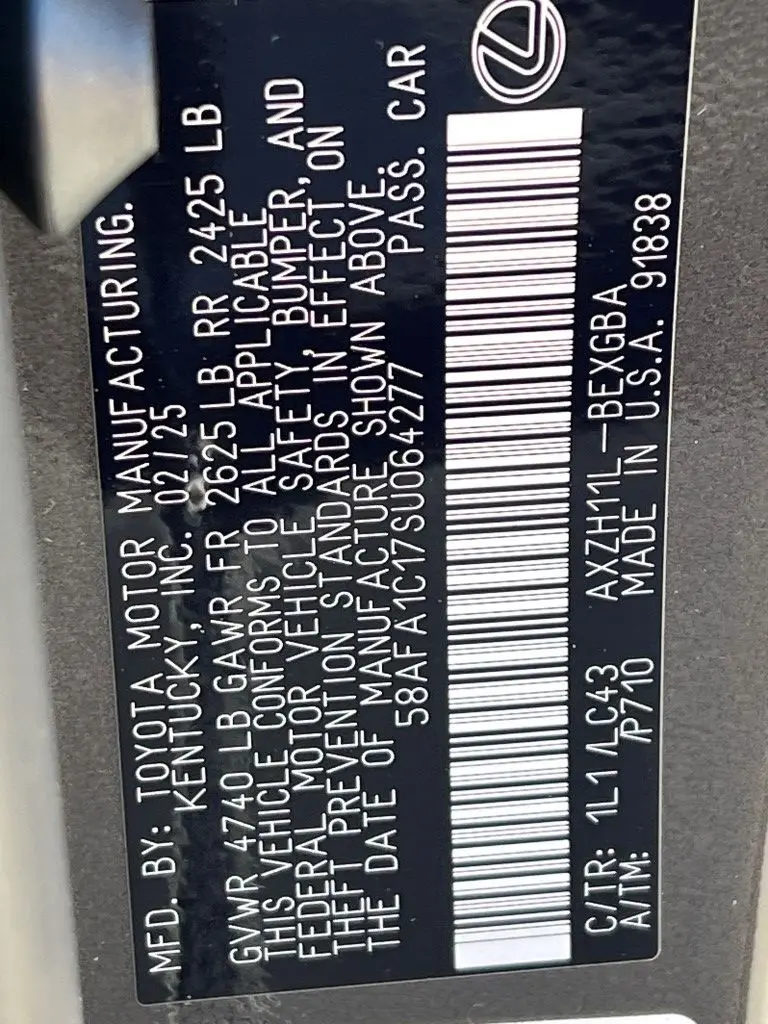 MFD. BY: TOYOTA MOTOR MANUFACTURING.
KENTUCKY, INC. 02/25
GVWR 4740 LB GAWR FR 2625 LB RR 2425 LB
THIS VEHICLE CONFORMS TO ALL APPLICABLE
FEDERAL MOTOR VEHICLE SAFETY, BUMPER, AND
THEFT PREVENTION STANDARDS IN EFFECT ON
THE DATE OF MANUFACTURE SHOWN ABOVE.
58AFA1C17SU064277 PASS. CAR
C/TR: 1L1/LC43 AXZH11L-BEXGBA
A/TM: /P710 MADE IN U.S.A. 91838